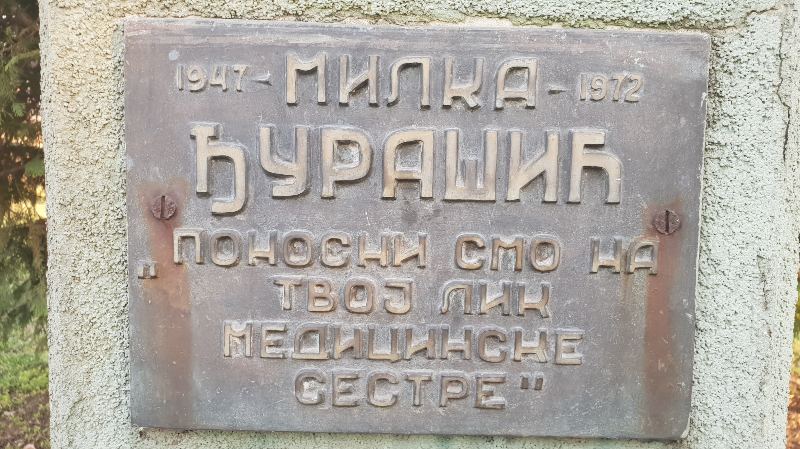 1947- МИЛКА -1972
ЂУРАШИЋ
„ПОНОСНИ СМО НА
ТВОЈ ЛИК
МЕДИЦИНСКЕ
СЕСТРЕ"